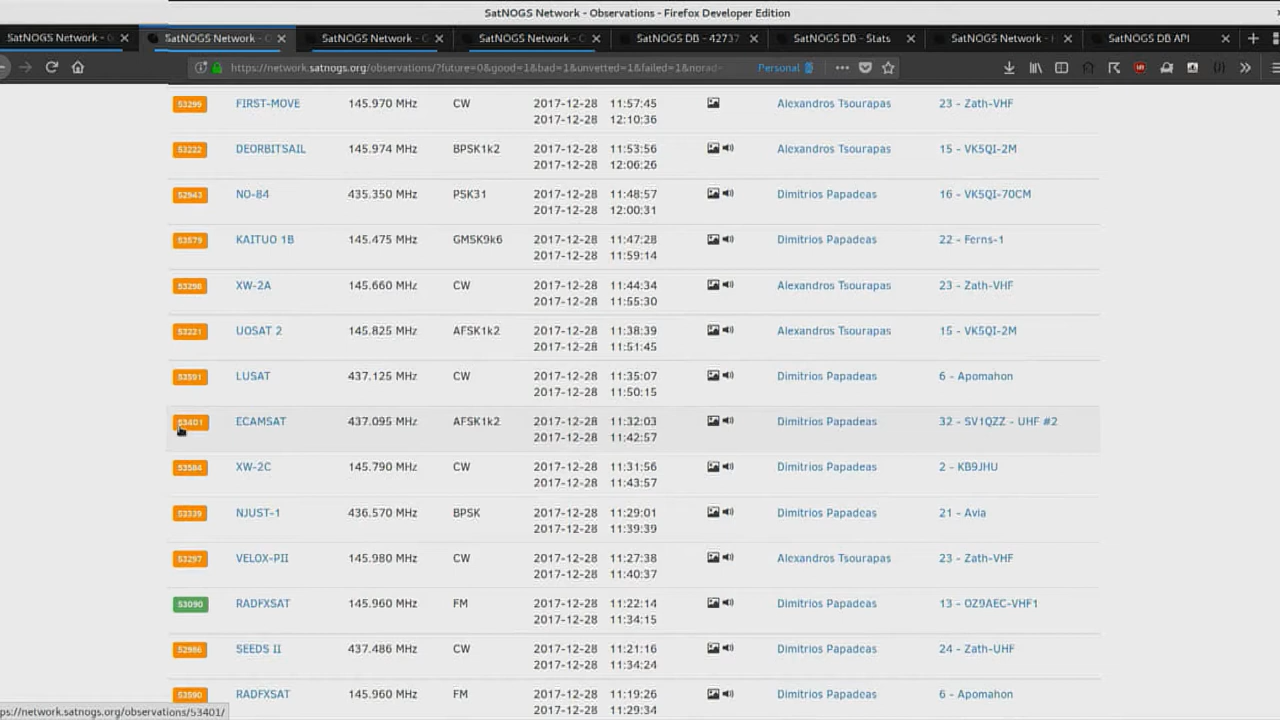 SatNOGS Network - Observations - Firefox Developer Edition
SatNOGS Network - SatNOGS Network - C SatNOGS Network - C SatNOGS Network - C SatNOGS DB - 42737 SatNOGS DB - Stats SatNOGS Network - SatNOGS DB API
https://network.satnogs.org/observations/?future=0&good=1&bad=1&unvetted=1&failed=1&norad- Personal
53299 FIRST-MOVE 145.970 MHz CW 2017-12-28 11:57:45 Alexandros Tsourapas 23 - Zath-VHF
2017-12-28 12:10:36
53222 DEORBITSAIL 145.974 MHz BPSK1k2 2017-12-28 11:53:56 Alexandros Tsourapas 15 - VK5QI-2M
2017-12-28 12:06:26
52943 NO-84 435.350 MHz PSK31 2017-12-28 11:48:57 Dimitrios Papadeas 16 - VK5QI-70CM
2017-12-28 12:00:31
53579 KAITUO 1B 145.475 MHz GMSK9k6 2017-12-28 11:47:28 Dimitrios Papadeas 22 - Ferns-1
2017-12-28 11:59:14
53298 XW-2A 145.660 MHz CW 2017-12-28 11:44:34 Alexandros Tsourapas 23 - Zath-VHF
2017-12-28 11:55:30
53221 UOSAT 2 145.825 MHz AFSK1k2 2017-12-28 11:38:39 Alexandros Tsourapas 15 - VK5QI-2M
2017-12-28 11:51:45
53591 LUSAT 437.125 MHz CW 2017-12-28 11:35:07 Dimitrios Papadeas 6 - Apomahon
2017-12-28 11:50:15
53401 ECAMSAT 437.095 MHz AFSK1k2 2017-12-28 11:32:03 Dimitrios Papadeas 32 - SV1QZZ - UHF #2
2017-12-28 11:42:57
53584 XW-2C 145.790 MHz CW 2017-12-28 11:31:56 Dimitrios Papadeas 2 - KB9JHU
2017-12-28 11:43:57
53339 NJUST-1 436.570 MHz BPSK 2017-12-28 11:29:01 Dimitrios Papadeas 21 - Avia
2017-12-28 11:39:39
53297 VELOX-PII 145.980 MHz CW 2017-12-28 11:27:38 Alexandros Tsourapas 23 - Zath-VHF
2017-12-28 11:40:37
53090 RADFXSAT 145.960 MHz FM 2017-12-28 11:22:14 Dimitrios Papadeas 13 - OZ9AEC-VHF1
2017-12-28 11:34:15
52986 SEEDS II 437.486 MHz CW 2017-12-28 11:21:16 Dimitrios Papadeas 24 - Zath-UHF
2017-12-28 11:34:24
53590 RADFXSAT 145.960 MHz FM 2017-12-28 11:19:26 Dimitrios Papadeas 6 - Apomahon
2017-12-28 11:29:34
ps://network.satnogs.org/observations/53401/